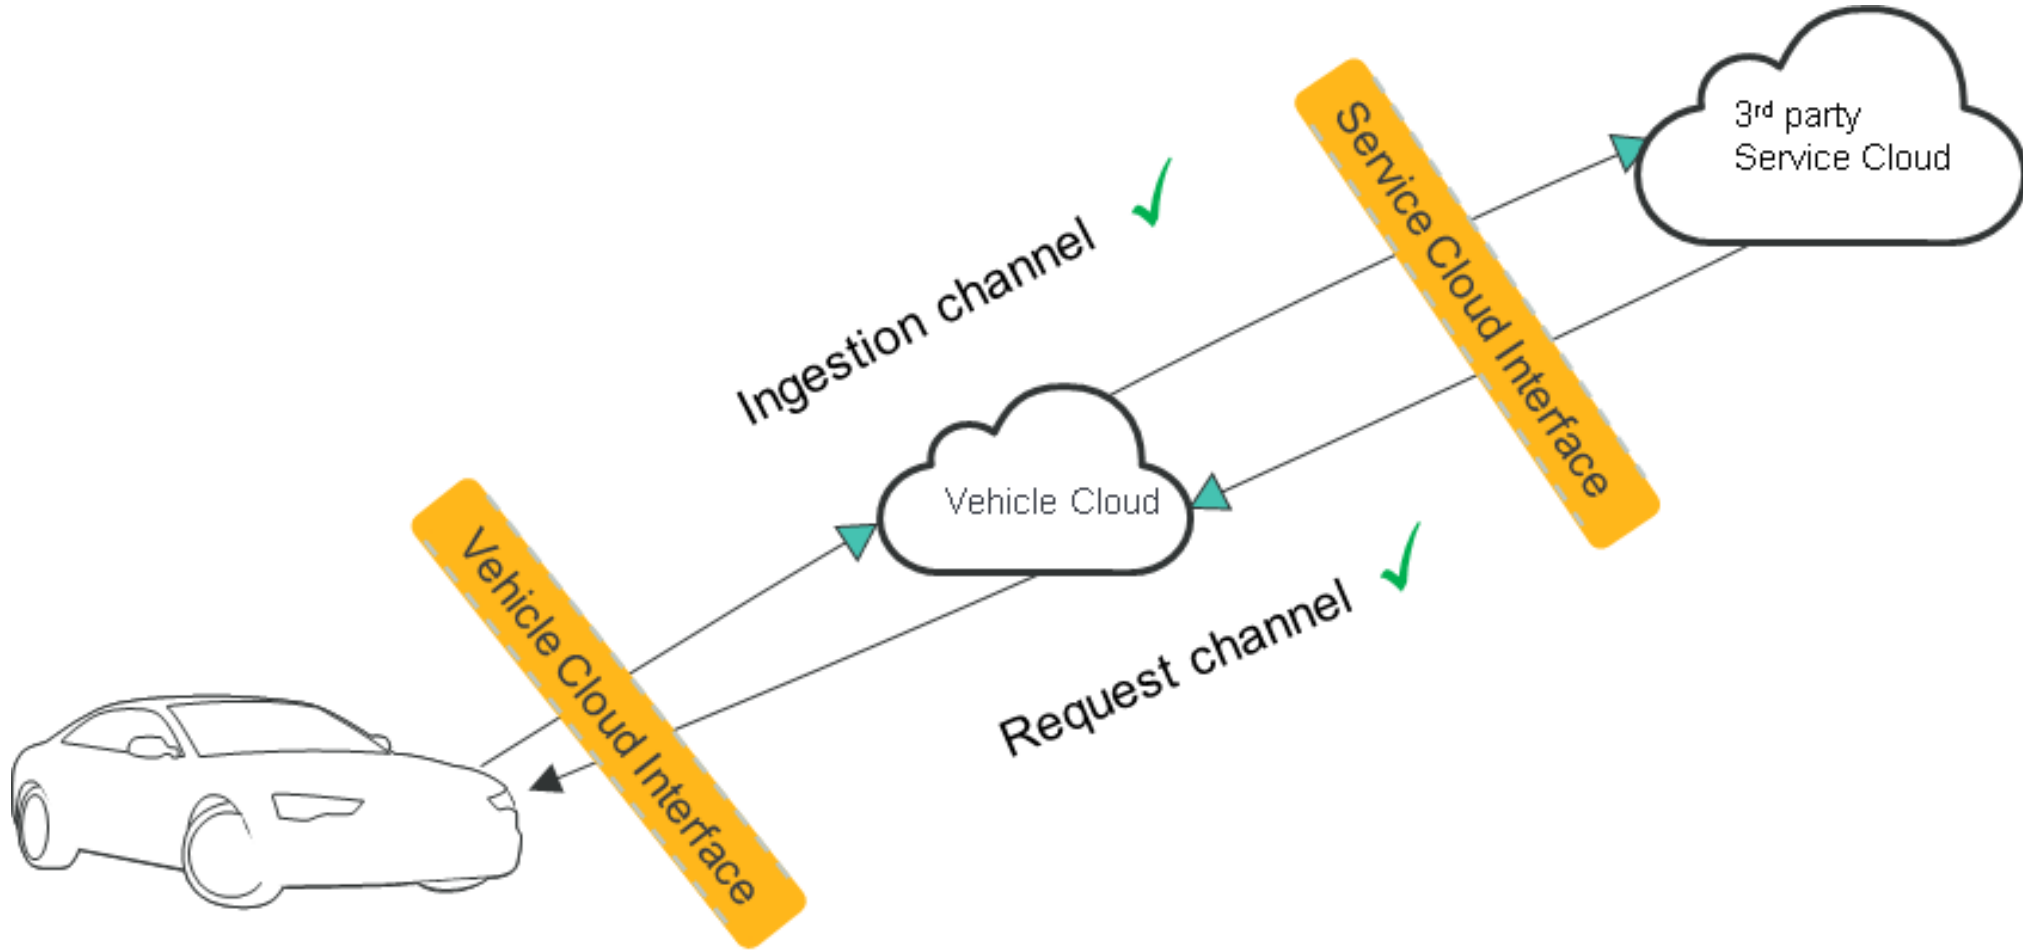 3rd party
Service Cloud
Service Cloud Interface
Ingestion channel
Vehicle Cloud
Request channel
Vehicle Cloud Interface